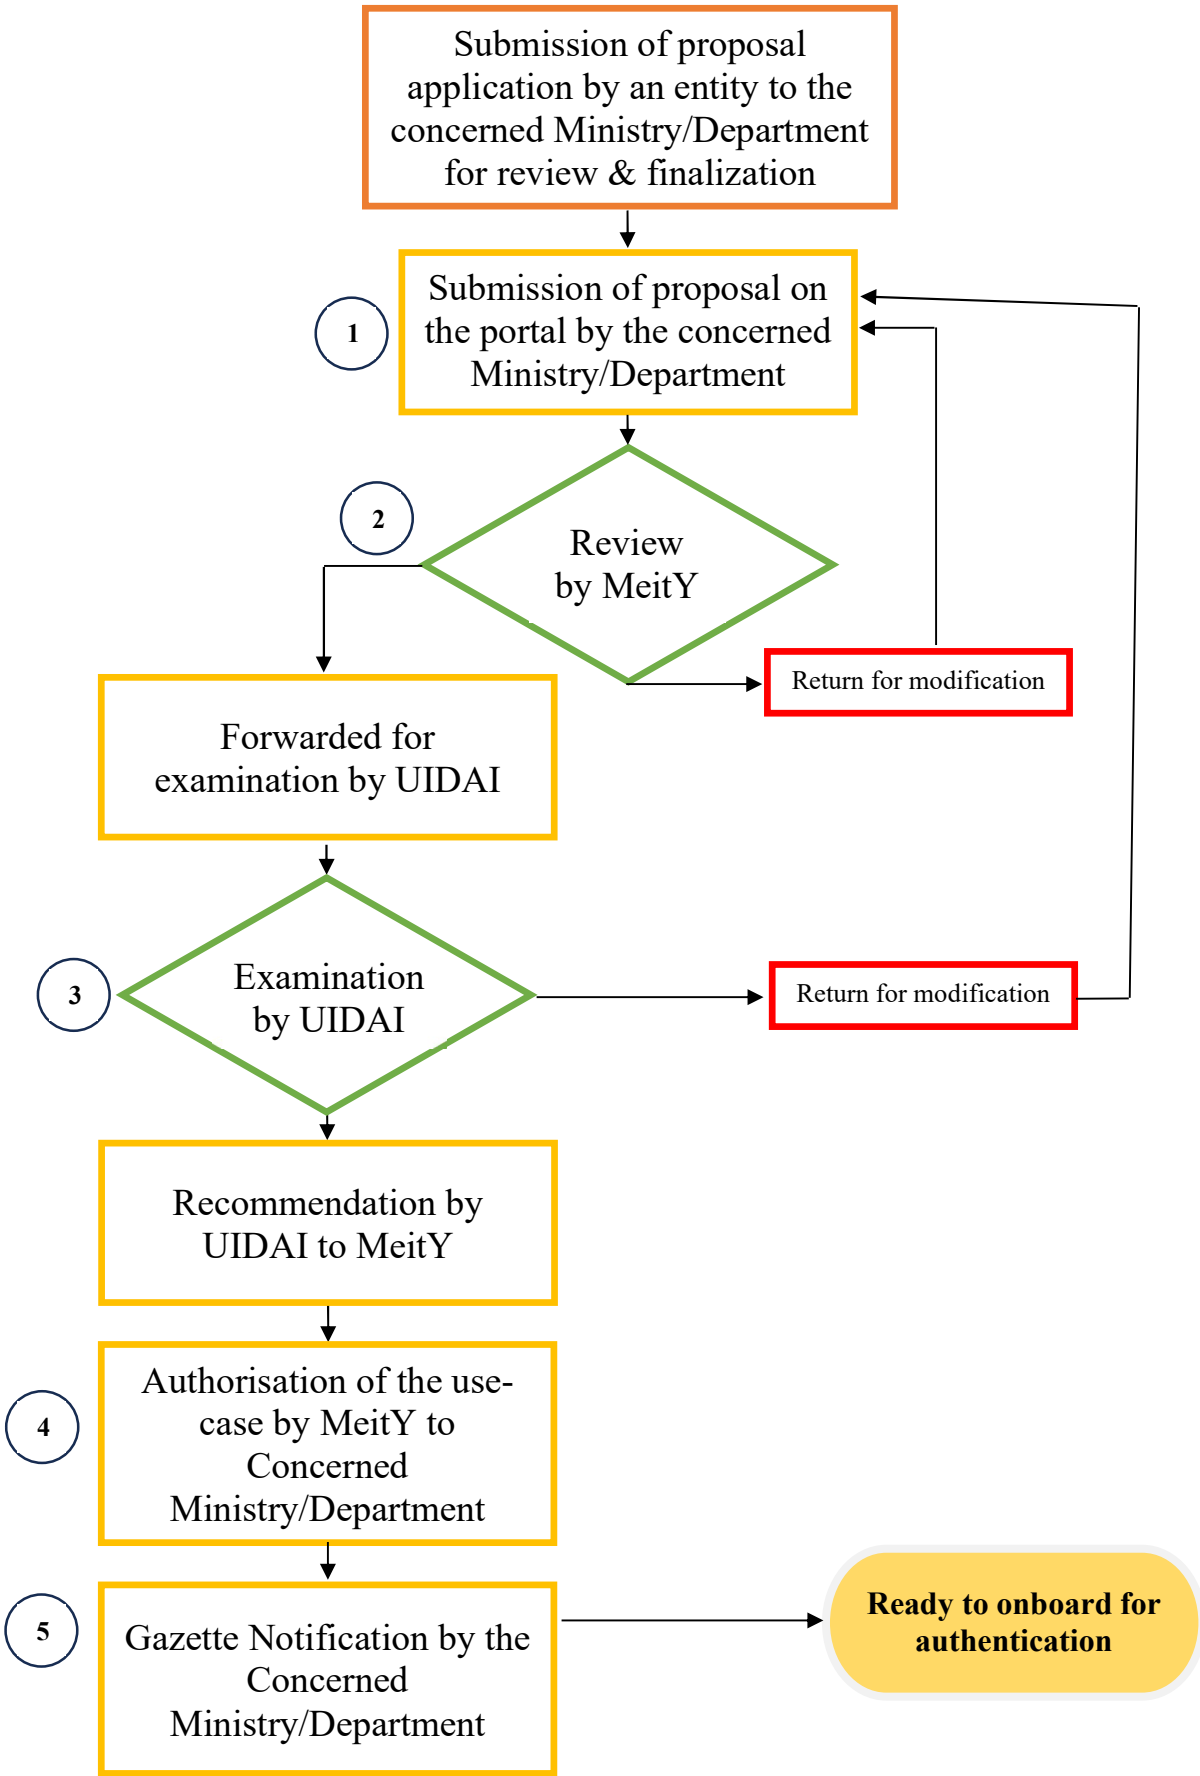 Submission of proposal
application by an entity to the
concerned Ministry/Department
for review & finalization
1
Submission of proposal on
the portal by the concerned
Ministry/Department
2
Review
by MeitY
Return for modification
Forwarded for
examination by UIDAI
3
Examination
by UIDAI
Return for modification
Recommendation by
UIDAI to MeitY
4
Authorisation of the use-
case by MeitY to
Concerned
Ministry/Department
5
Gazette Notification by the
Concerned
Ministry/Department
Ready to onboard for
authentication